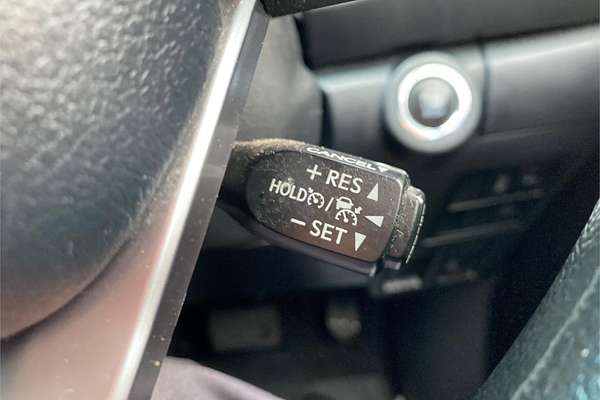 CANCEL
+ RES
HOLD /
− SET